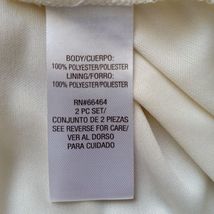 BODY/CUERPO:
100% POLYESTER/POLIESTER
LINING/FORRO:
100% POLYESTER/POLIESTER
RN#66464
2 PC SET/
CONJUNTO DE 2 PIEZAS
SEE REVERSE FOR CARE/
VER AL DORSO
PARA CUIDADO